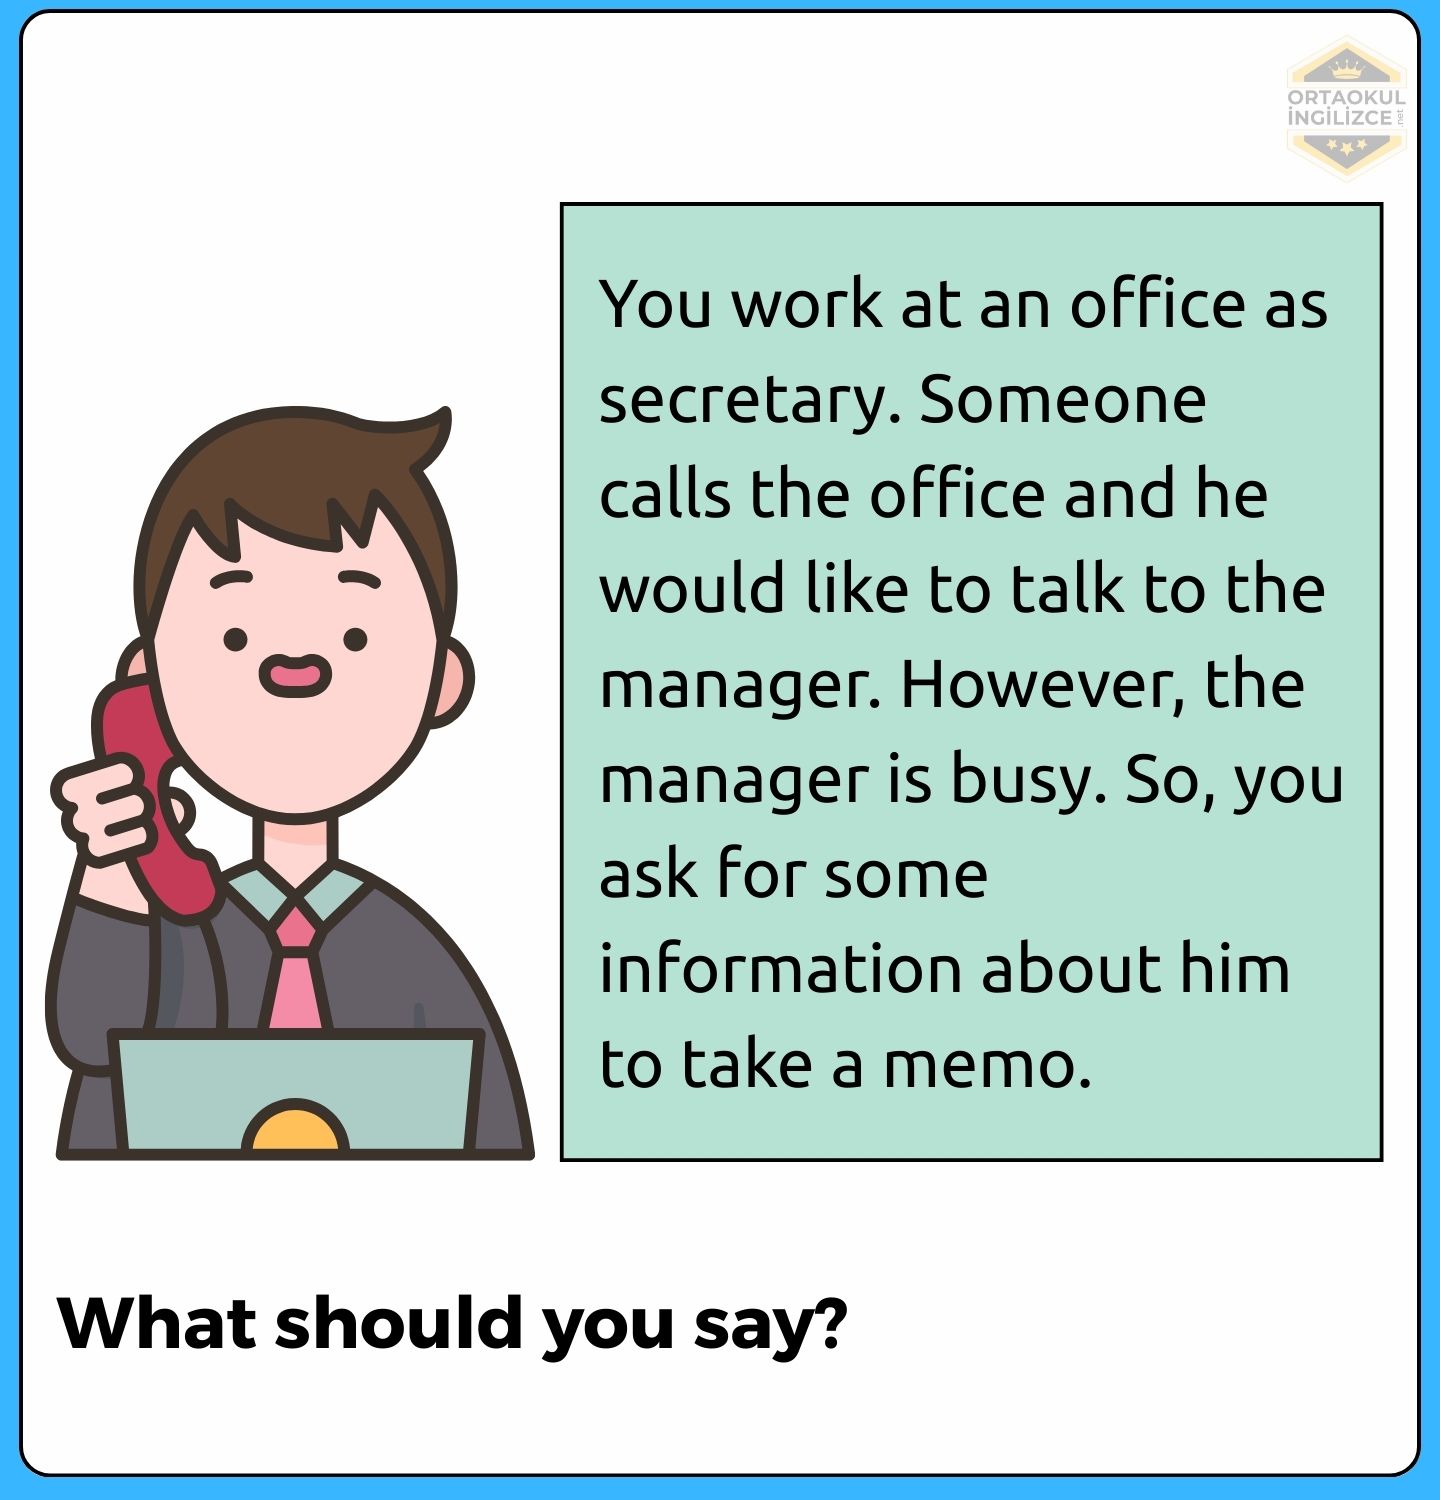 ORTAOKUL
İNGİLİZCE
.net
You work at an office as
secretary. Someone
calls the office and he
would like to talk to the
manager. However, the
manager is busy. So, you
ask for some
information about him
to take a memo.
What should you say?